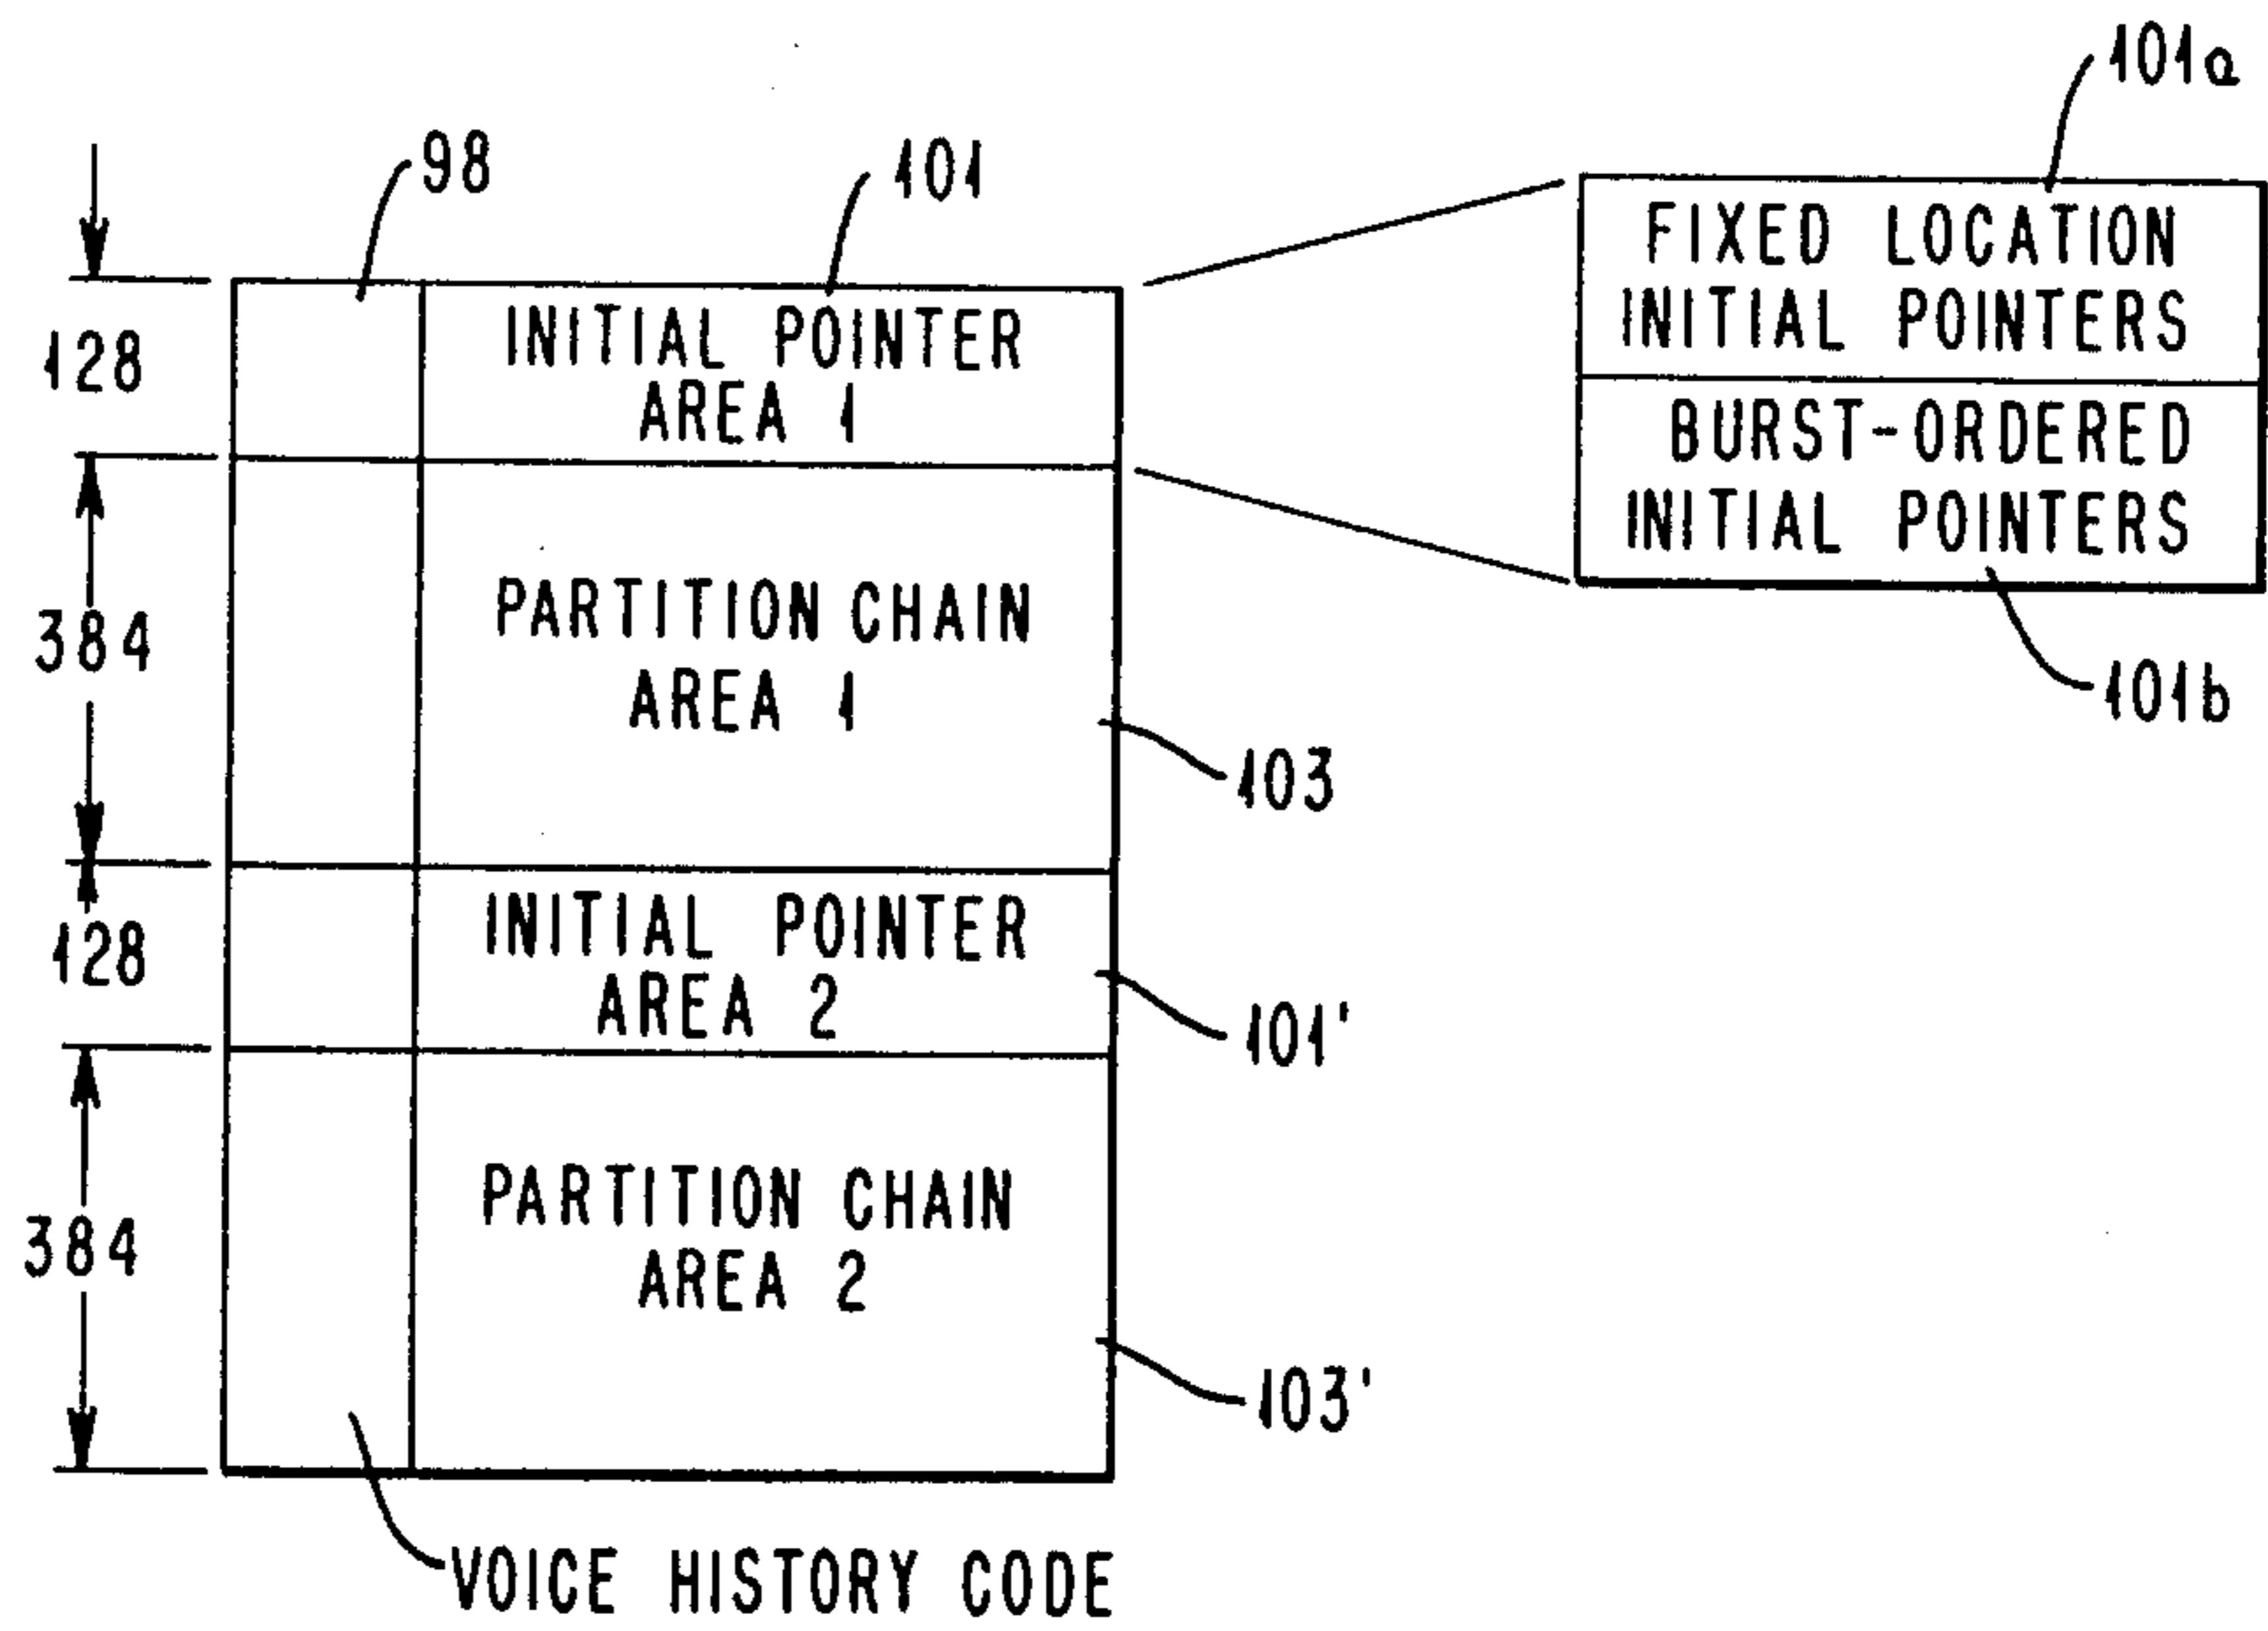 101a
98
101
FIXED LOCATION
INITIAL POINTERS
128
INITIAL POINTER
AREA 1
BURST-ORDERED
INITIAL POINTERS
384
PARTITION CHAIN
AREA 1
101b
103
128
INITIAL POINTER
AREA 2
101'
384
PARTITION CHAIN
AREA 2
103'
VOICE HISTORY CODE